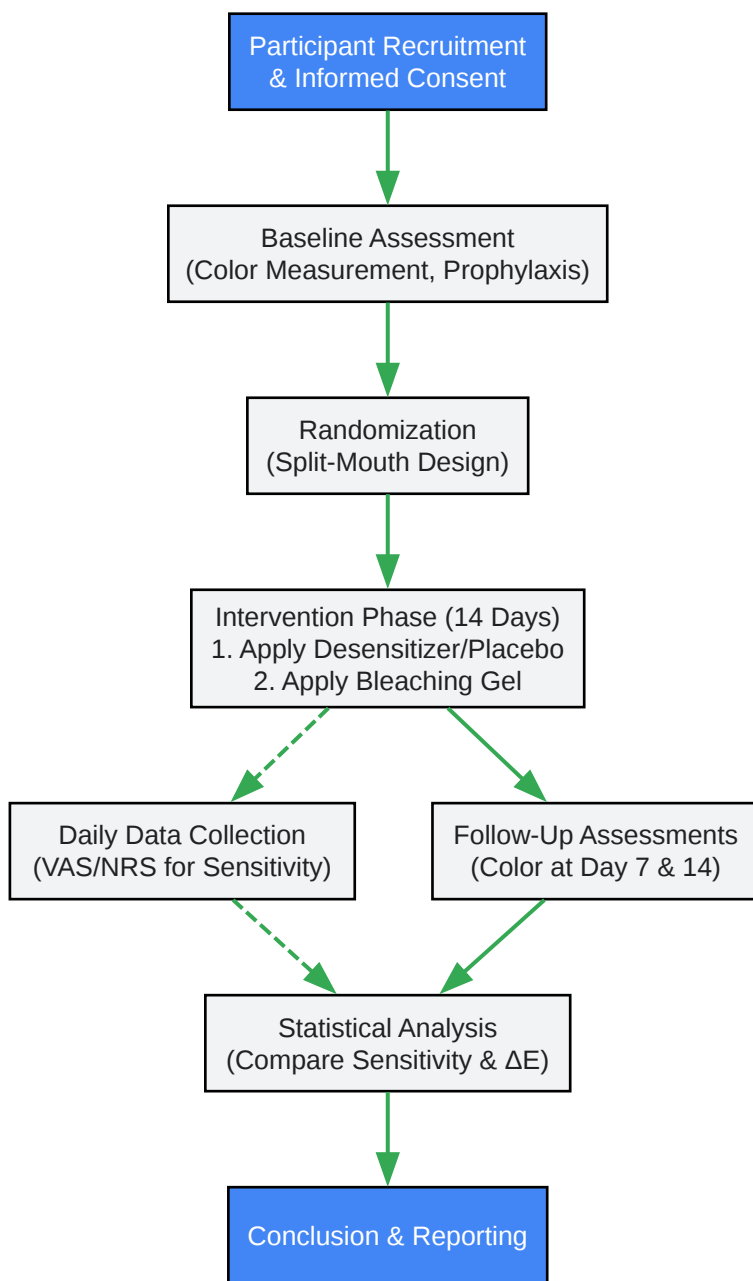 Participant Recruitment
& Informed Consent
Baseline Assessment
(Color Measurement, Prophylaxis)
Randomization
(Split-Mouth Design)
Intervention Phase (14 Days)
1. Apply Desensitizer/Placebo
2. Apply Bleaching Gel
Daily Data Collection
(VAS/NRS for Sensitivity)
Follow-Up Assessments
(Color at Day 7 & 14)
Statistical Analysis
(Compare Sensitivity & ΔE)
Conclusion & Reporting